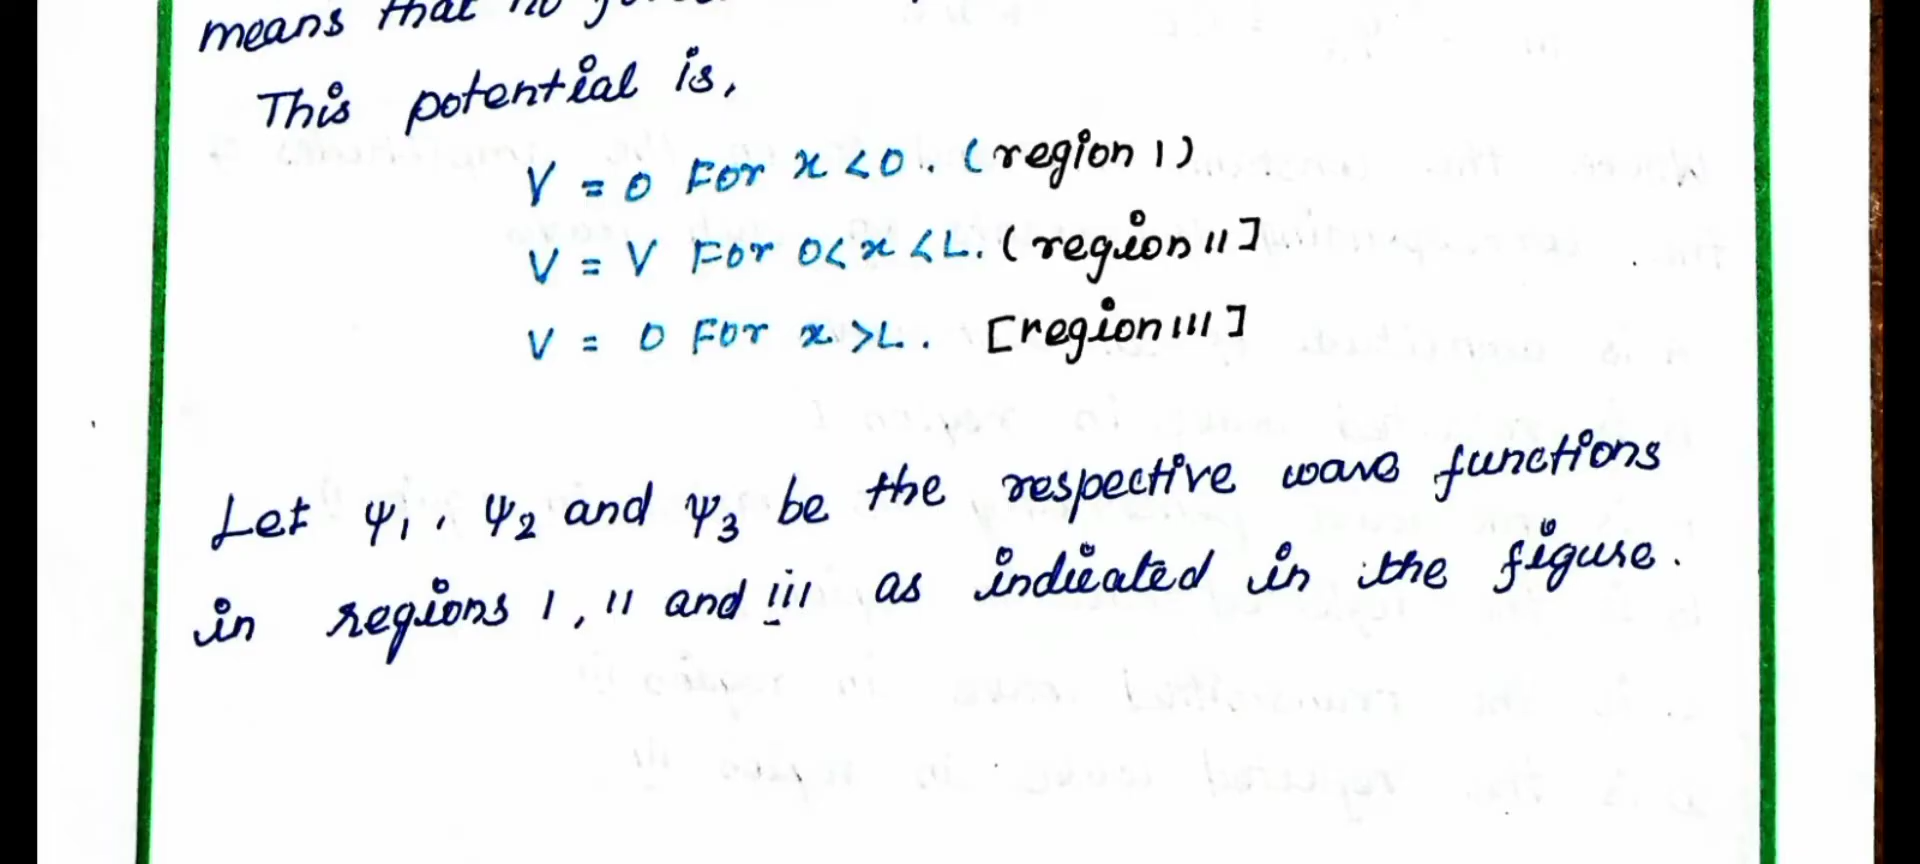 means that no
This potential is,
V = 0 For x < 0. (region I)
V = V For 0 < x < L. (region II]
V = 0 For x > L. [region III]
Let ψ1, ψ2 and ψ3 be the respective wave functions
in regions I, II and III as indicated in the figure.